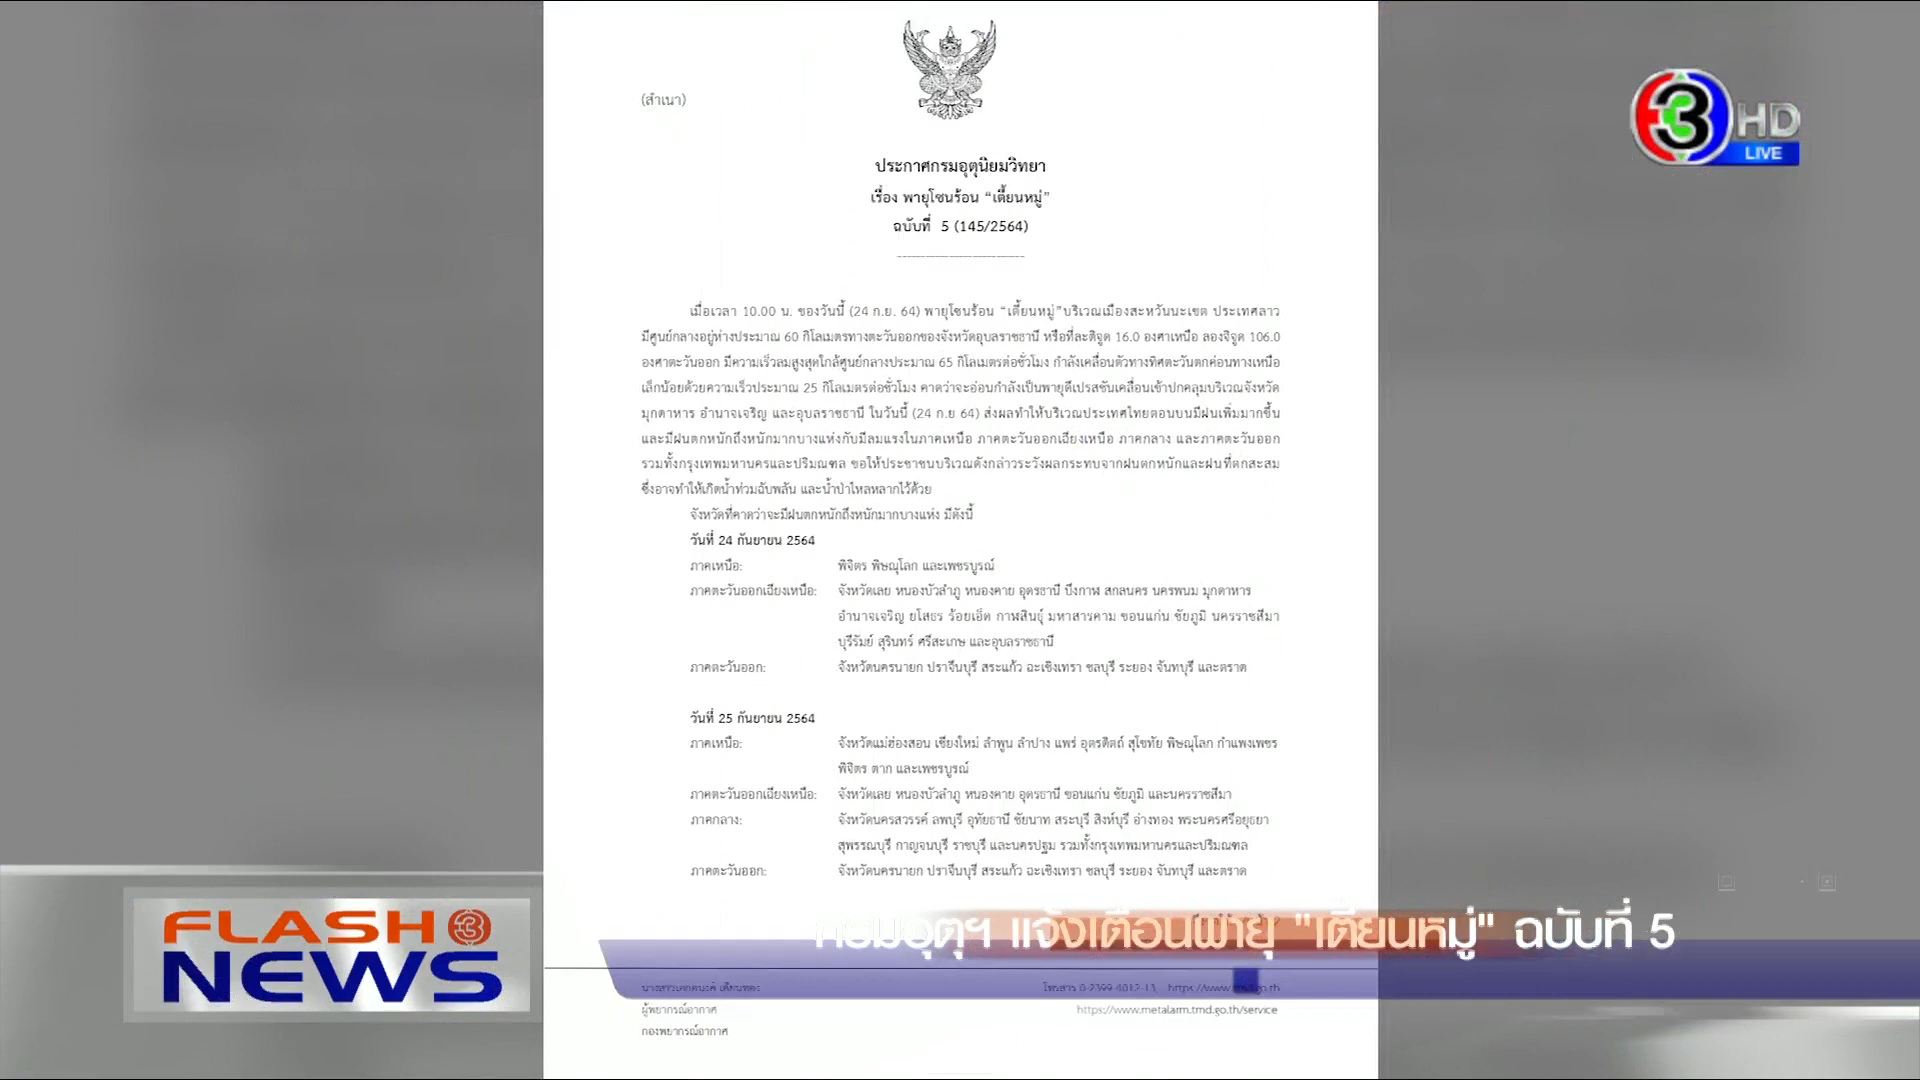 (สำเนา)
3 HD
LIVE
ประกาศกรมอุตุนิยมวิทยา
เรื่อง พายุโซนร้อน “เตี้ยนหมู่”
ฉบับที่ 5 (145/2564)
เมื่อเวลา 10.00 น. ของวันนี้ (24 ก.ย. 64) พายุโซนร้อน “เตี้ยนหมู่”บริเวณเมืองสะหวันนะเขต ประเทศลาว
มีศูนย์กลางอยู่ห่างประมาณ 60 กิโลเมตรทางตะวันออกของจังหวัดอุบลราชธานี หรือที่ละติจูด 16.0 องศาเหนือ ลองจิจูด 106.0
องศาตะวันออก มีความเร็วลมสูงสุดใกล้ศูนย์กลางประมาณ 65 กิโลเมตรต่อชั่วโมง กำลังเคลื่อนตัวทางทิศตะวันตกค่อนทางเหนือ
เล็กน้อยด้วยความเร็วประมาณ 25 กิโลเมตรต่อชั่วโมง คาดว่าจะอ่อนกำลังเป็นพายุดีเปรสชันเคลื่อนเข้าปกคลุมบริเวณจังหวัด
มุกดาหาร อำนาจเจริญ และอุบลราชธานี ในวันนี้ (24 ก.ย 64) ส่งผลทำให้บริเวณประเทศไทยตอนบนมีฝนเพิ่มมากขึ้น
และมีฝนตกหนักถึงหนักมากบางแห่งกับมีลมแรงในภาคเหนือ ภาคตะวันออกเฉียงเหนือ ภาคกลาง และภาคตะวันออก
รวมทั้งกรุงเทพมหานครและปริมณฑล ขอให้ประชาชนบริเวณดังกล่าวระวังผลกระทบจากฝนตกหนักและฝนที่ตกสะสม
ซึ่งอาจทำให้เกิดน้ำท่วมฉับพลัน และน้ำป่าไหลหลากไว้ด้วย
จังหวัดที่คาดว่าจะมีฝนตกหนักถึงหนักมากบางแห่ง มีดังนี้
วันที่ 24 กันยายน 2564
ภาคเหนือ: พิจิตร พิษณุโลก และเพชรบูรณ์
ภาคตะวันออกเฉียงเหนือ: จังหวัดเลย หนองบัวลำภู หนองคาย อุดรธานี บึงกาฬ สกลนคร นครพนม มุกดาหาร
อำนาจเจริญ ยโสธร ร้อยเอ็ด กาฬสินธุ์ มหาสารคาม ขอนแก่น ชัยภูมิ นครราชสีมา
บุรีรัมย์ สุรินทร์ ศรีสะเกษ และอุบลราชธานี
ภาคตะวันออก: จังหวัดนครนายก ปราจีนบุรี สระแก้ว ฉะเชิงเทรา ชลบุรี ระยอง จันทบุรี และตราด
วันที่ 25 กันยายน 2564
ภาคเหนือ: จังหวัดแม่ฮ่องสอน เชียงใหม่ ลำพูน ลำปาง แพร่ อุตรดิตถ์ สุโขทัย พิษณุโลก กำแพงเพชร
พิจิตร ตาก และเพชรบูรณ์
ภาคตะวันออกเฉียงเหนือ: จังหวัดเลย หนองบัวลำภู หนองคาย อุดรธานี ขอนแก่น ชัยภูมิ และนครราชสีมา
ภาคกลาง: จังหวัดนครสวรรค์ ลพบุรี อุทัยธานี ชัยนาท สระบุรี สิงห์บุรี อ่างทอง พระนครศรีอยุธยา
สุพรรณบุรี กาญจนบุรี ราชบุรี และนครปฐม รวมทั้งกรุงเทพมหานครและปริมณฑล
ภาคตะวันออก: จังหวัดนครนายก ปราจีนบุรี สระแก้ว ฉะเชิงเทรา ชลบุรี ระยอง จันทบุรี และตราด
FLASH 3
NEWS
กรมอุตุฯ แจ้งเตือนพายุ "เตี้ยนหมู่" ฉบับที่ 5
โทรสาร 0-2399-4012-13,
ผู้พยากรณ์อากาศ
https://www.metalarm.tmd.go.th/service
กองพยากรณ์อากาศ